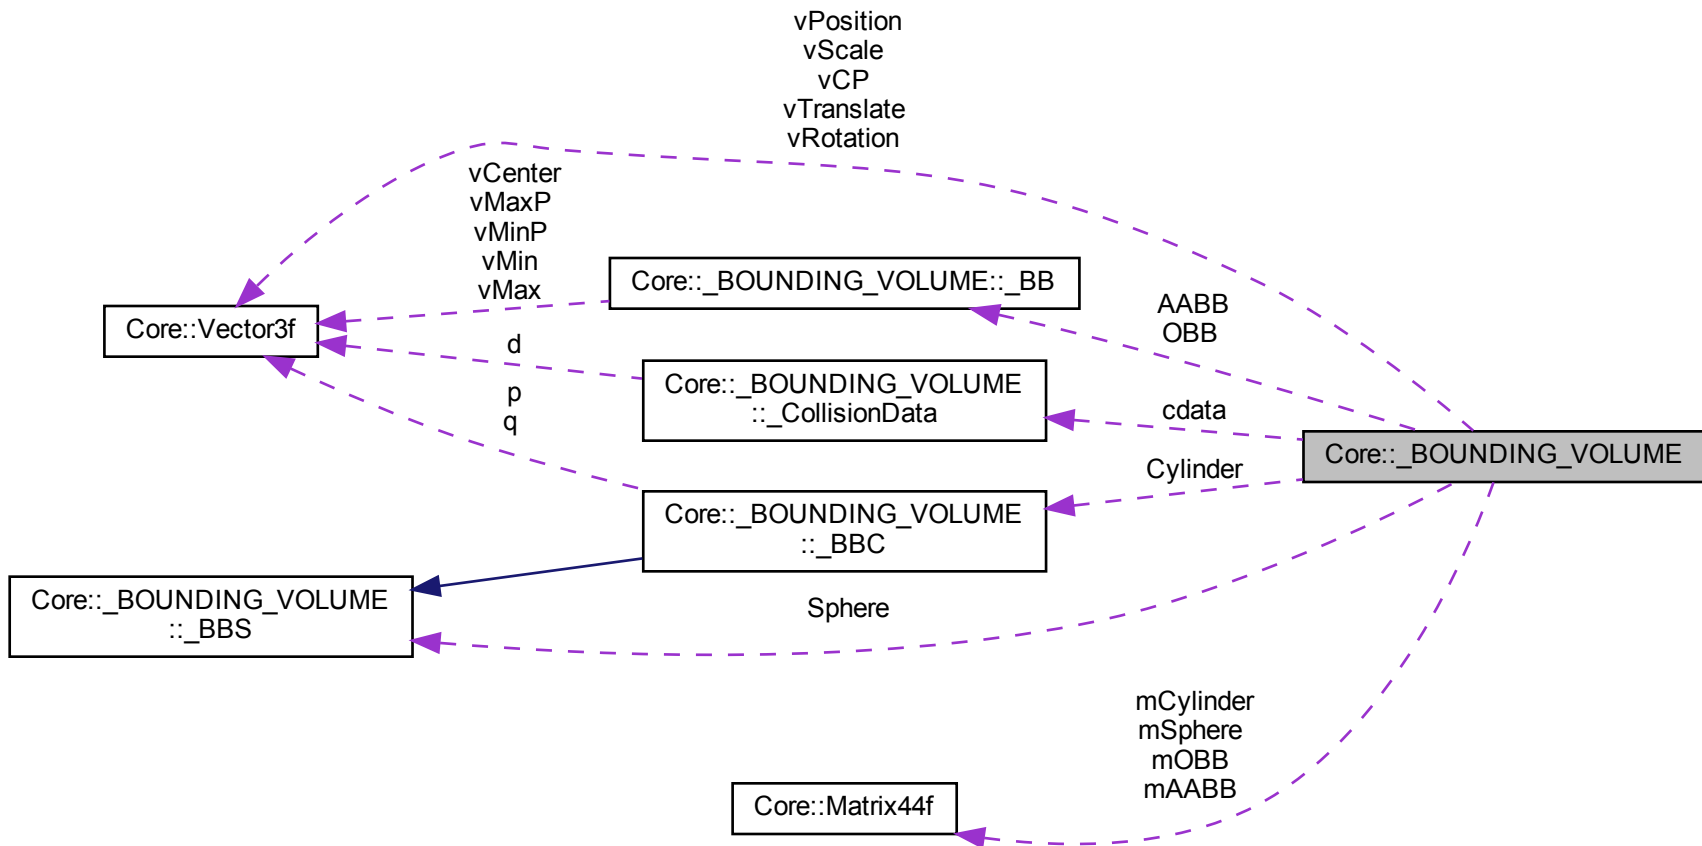 vPosition
vScale
vCP
vTranslate
vRotation
vCenter
vMaxP
vMinP
vMin
vMax
Core::_BOUNDING_VOLUME::_BB
AABB
OBB
Core::Vector3f
d
Core::_BOUNDING_VOLUME
::_CollisionData
cdata
p
q
Core::_BOUNDING_VOLUME
Cylinder
Core::_BOUNDING_VOLUME
::_BBC
Core::_BOUNDING_VOLUME
::_BBS
Sphere
mCylinder
mSphere
mOBB
mAABB
Core::Matrix44f